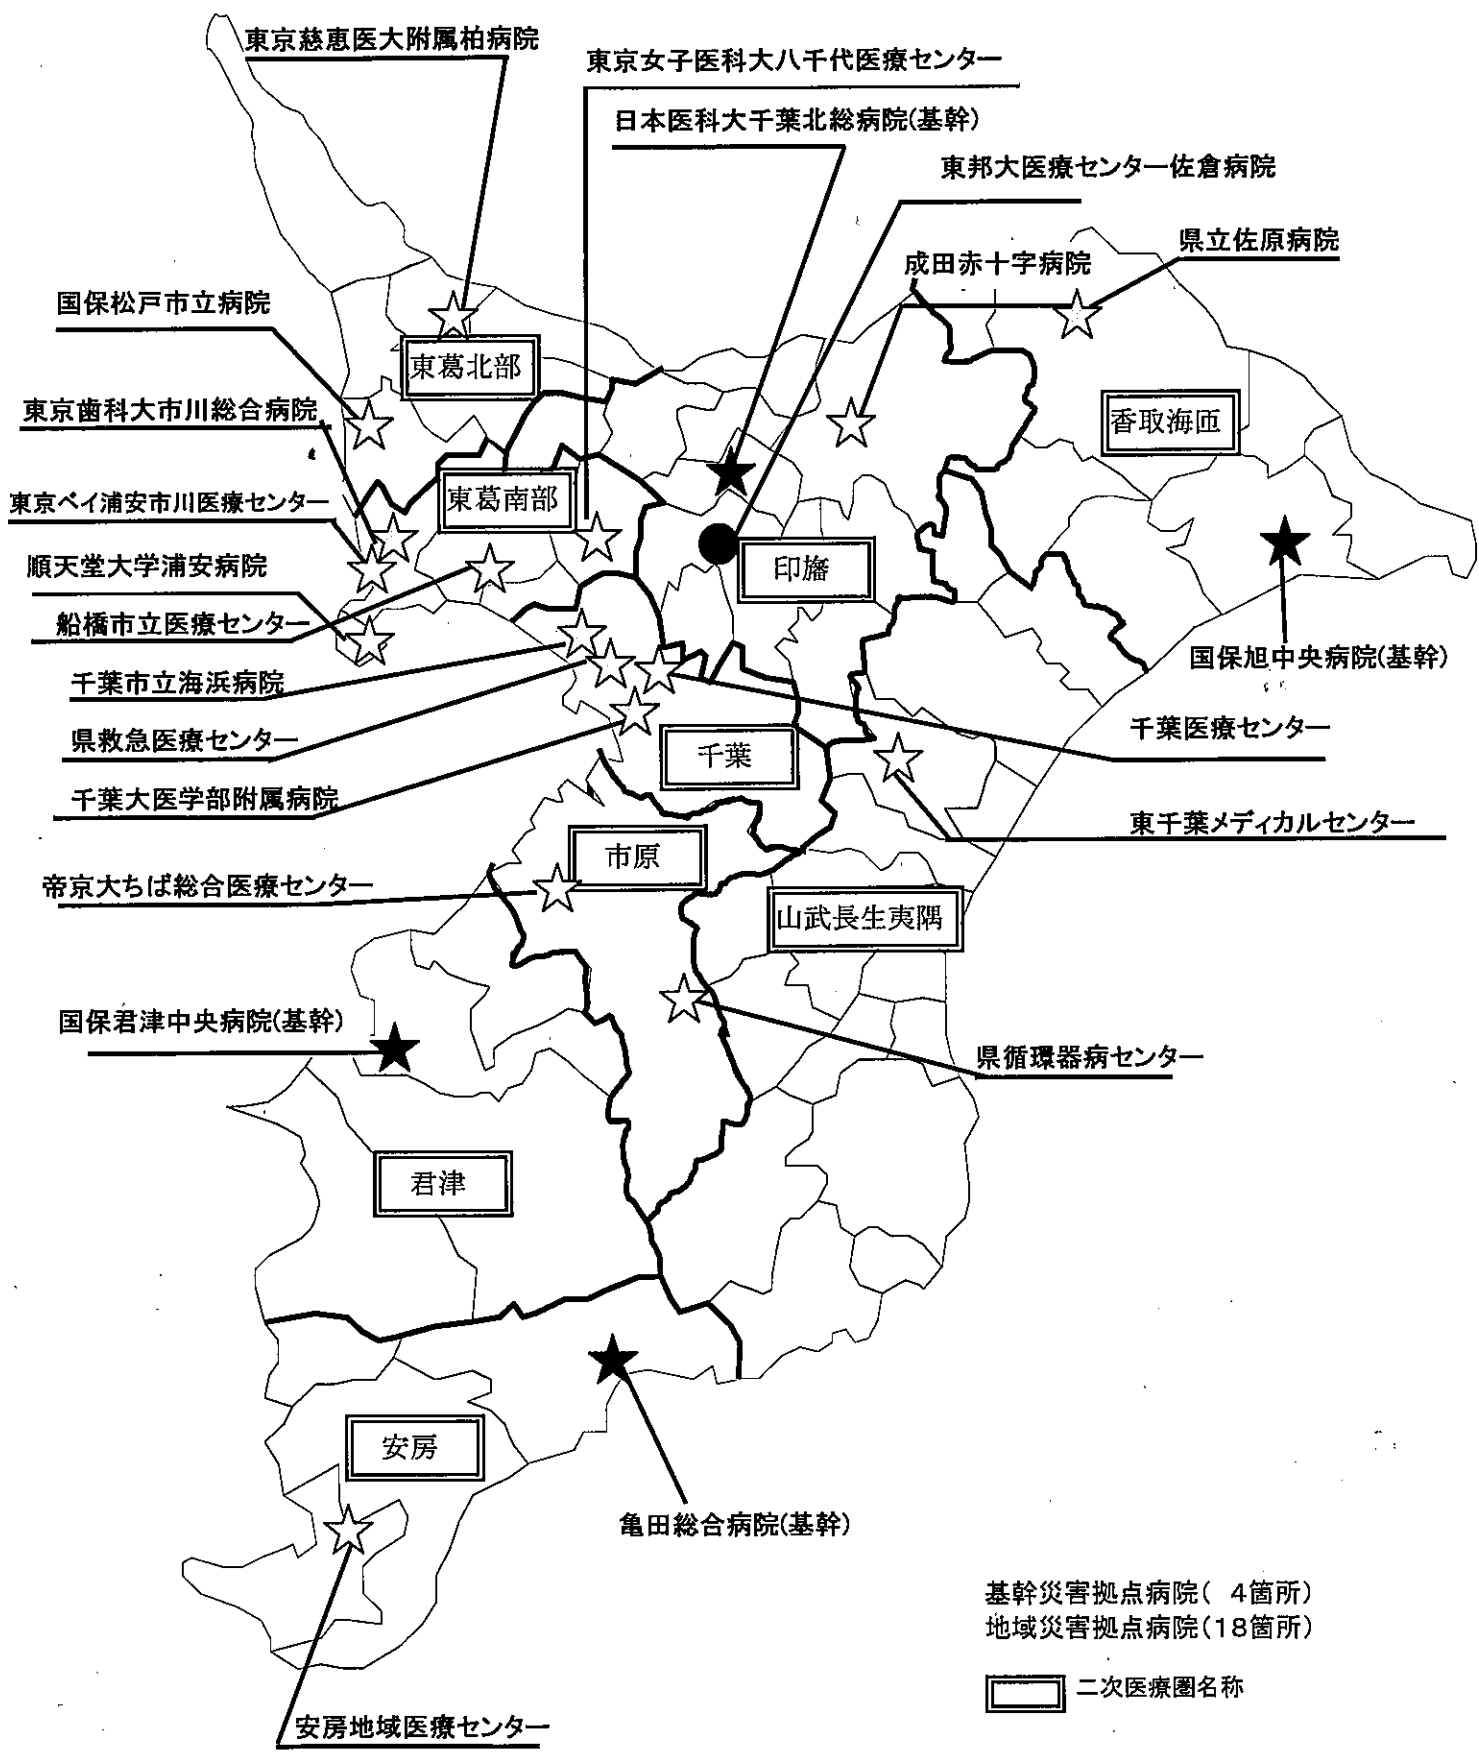 東京慈恵医大附属柏病院
東京女子医科大八千代医療センター
日本医科大千葉北総病院(基幹)
東邦大医療センター佐倉病院
県立佐原病院
成田赤十字病院
国保松戸市立病院
東葛北部
東京歯科大市川総合病院
香取海匝
東葛南部
東京ベイ浦安市川医療センター
順天堂大学浦安病院
印旛
船橋市立医療センター
国保旭中央病院(基幹)
千葉市立海浜病院
千葉医療センター
県救急医療センター
千葉
千葉大医学部附属病院
東千葉メディカルセンター
市原
帝京大ちば総合医療センター
山武長生夷隅
国保君津中央病院(基幹)
県循環器病センター
君津
安房
亀田総合病院(基幹)
基幹災害拠点病院( 4箇所)
地域災害拠点病院(18箇所)
二次医療圏名称
安房地域医療センター